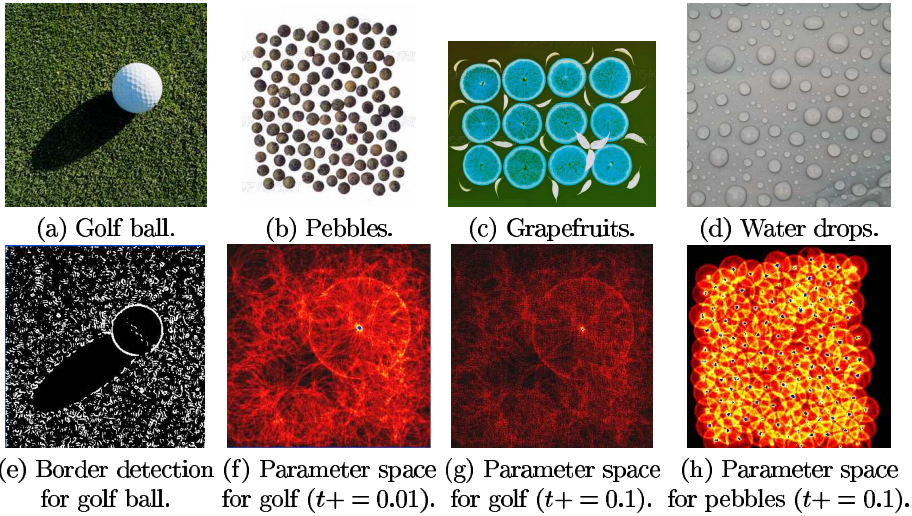 (a) Golf ball.
(b) Pebbles.
(c) Grapefruits.
(d) Water drops.
(e) Border detection
for golf ball.
(f) Parameter space
for golf (t+ = 0.01).
(g) Parameter space
for golf (t+ = 0.1).
(h) Parameter space
for pebbles (t+ = 0.1).